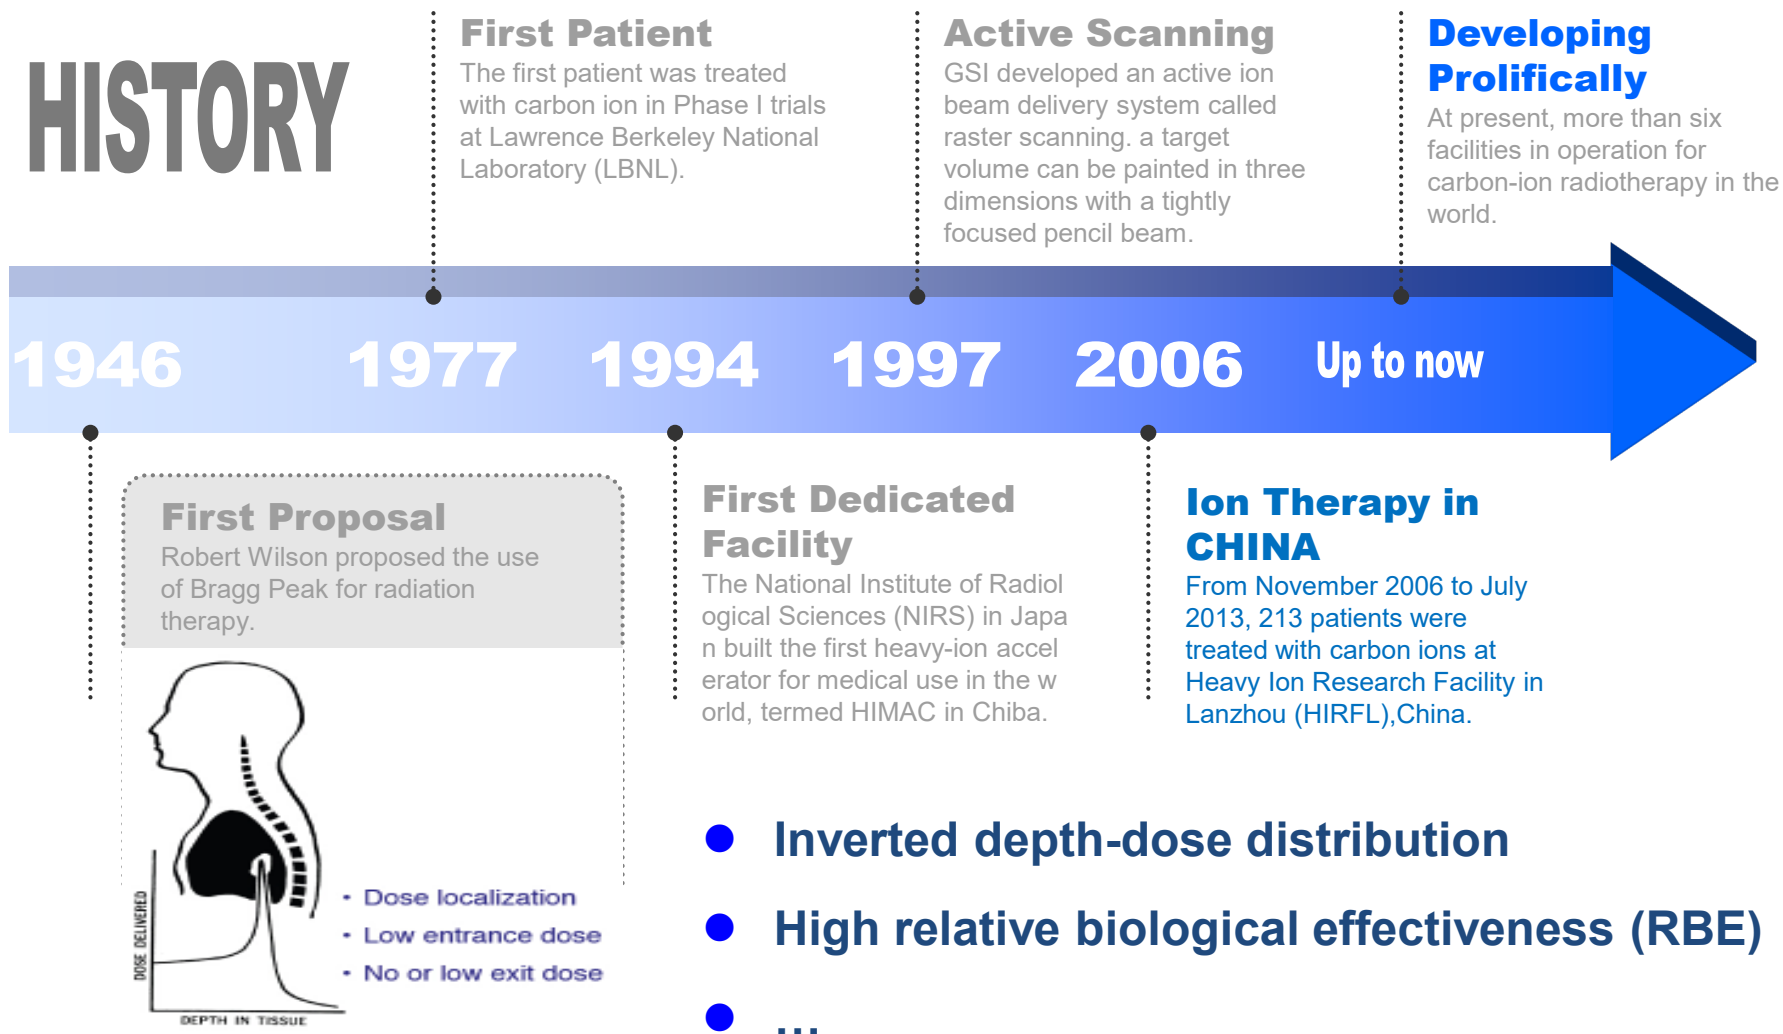 HISTORY
First Patient
The first patient was treated
with carbon ion in Phase I trials
at Lawrence Berkeley National
Laboratory (LBNL).
Active Scanning
GSI developed an active ion
beam delivery system called
raster scanning. a target
volume can be painted in three
dimensions with a tightly
focused pencil beam.
Developing
Prolifically
At present, more than six
facilities in operation for
carbon-ion radiotherapy in the
world.
1946
1977
1994
1997
2006
Up to now
First Proposal
Robert Wilson proposed the use
of Bragg Peak for radiation
therapy.
First Dedicated
Facility
The National Institute of Radiol
ogical Sciences (NIRS) in Japa
n built the first heavy-ion accel
erator for medical use in the w
orld, termed HIMAC in Chiba.
Ion Therapy in
CHINA
From November 2006 to July
2013, 213 patients were
treated with carbon ions at
Heavy Ion Research Facility in
Lanzhou (HIRFL),China.
DOSE DELIVERED
DEPTH IN TISSUE
• Dose localization
• Low entrance dose
• No or low exit dose
● Inverted depth-dose distribution
● High relative biological effectiveness (RBE)
● ...